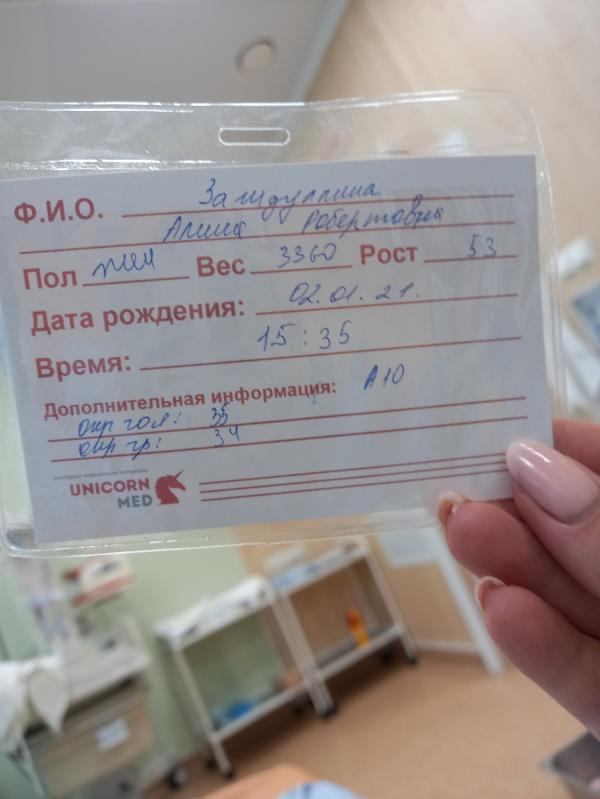 Ф.И.О. Загидуллина
Алина Робертовна
Пол жен Вес 3360 Рост 53
Дата рождения: 02.01.21.
Время: 15:35
Дополнительная информация: А10
окр гол: 35
окр гр: 34
UNICORN
MED